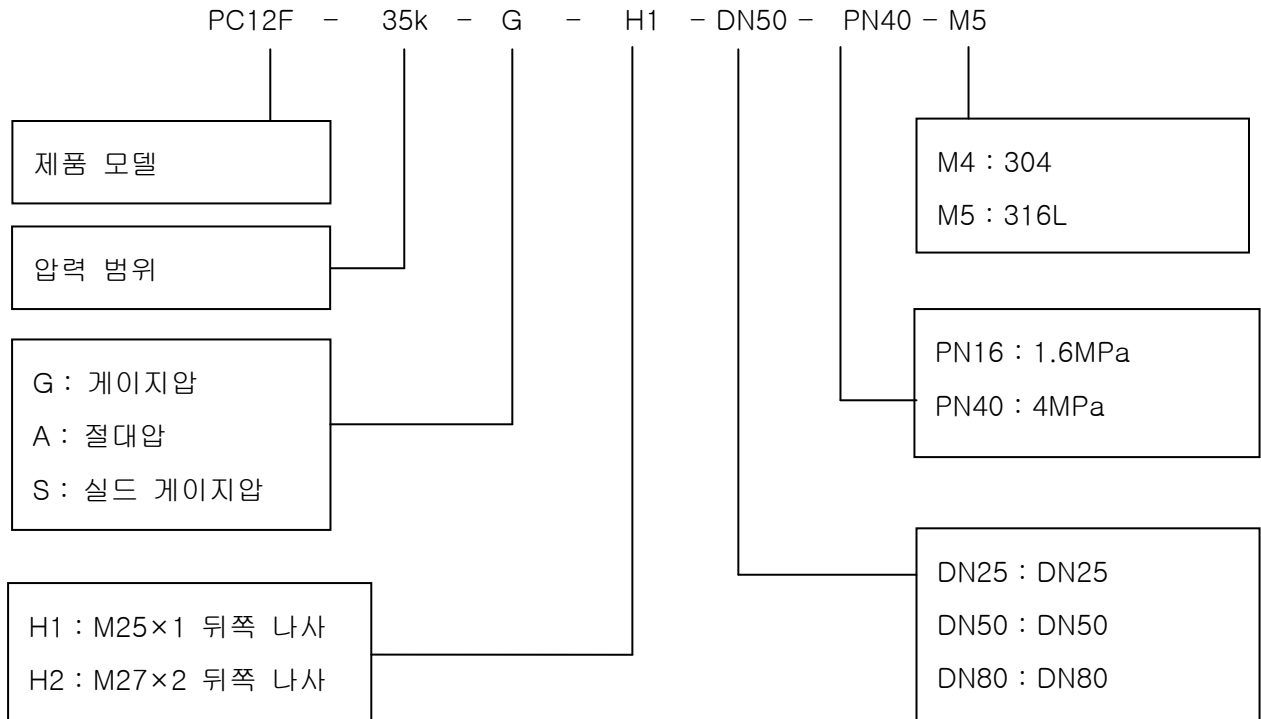 PC12F - 35k - G - H1 - DN50 - PN40 - M5
제품 모델
압력 범위
G : 게이지압
A : 절대압
S : 실드 게이지압
H1 : M25×1 뒤쪽 나사
H2 : M27×2 뒤쪽 나사
M4 : 304
M5 : 316L
PN16 : 1.6MPa
PN40 : 4MPa
DN25 : DN25
DN50 : DN50
DN80 : DN80